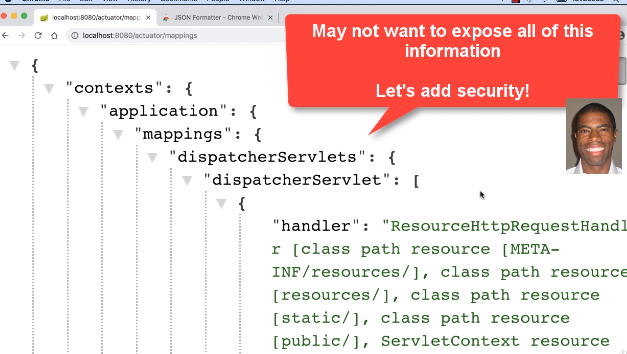 localhost:8080/actuator/mapp
JSON Formatter - Chrome Web
localhost:8080/actuator/mappings
May not want to expose all of this
information
Let's add security!
{
"contexts": {
"application": {
"mappings": {
"dispatcherServlets": {
"dispatcherServlet": [
{
"handler": "ResourceHttpRequestHandl
r [class path resource [META-
INF/resources/], class path resource
[resources/], class path resource
[static/], class path resource
[public/], ServletContext resource